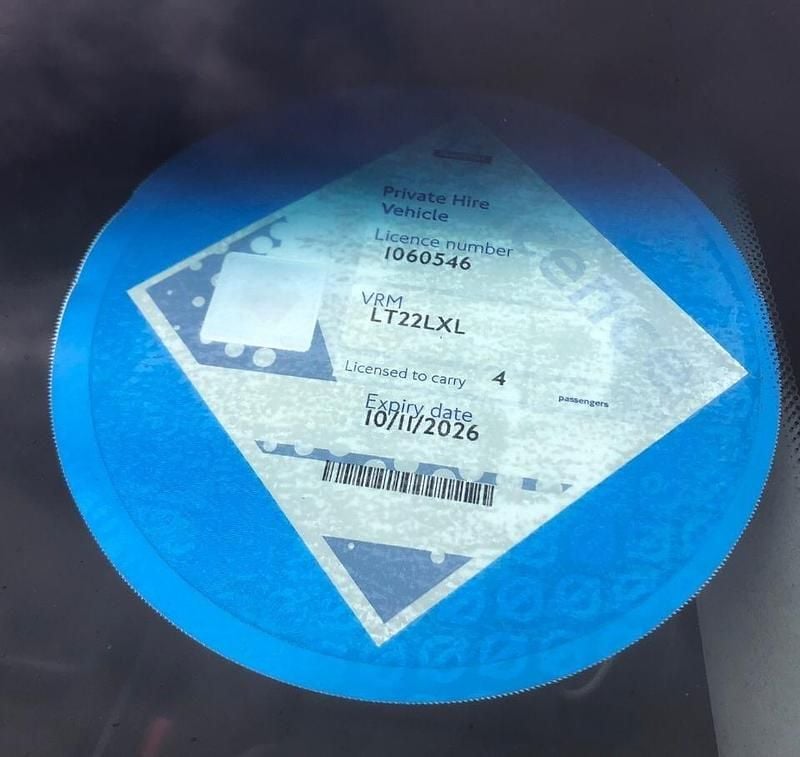 Private Hire
Vehicle
Licence number
1060546
VRM
LT22LXL
Licensed to carry 4 passengers
Expiry date
10/11/2026